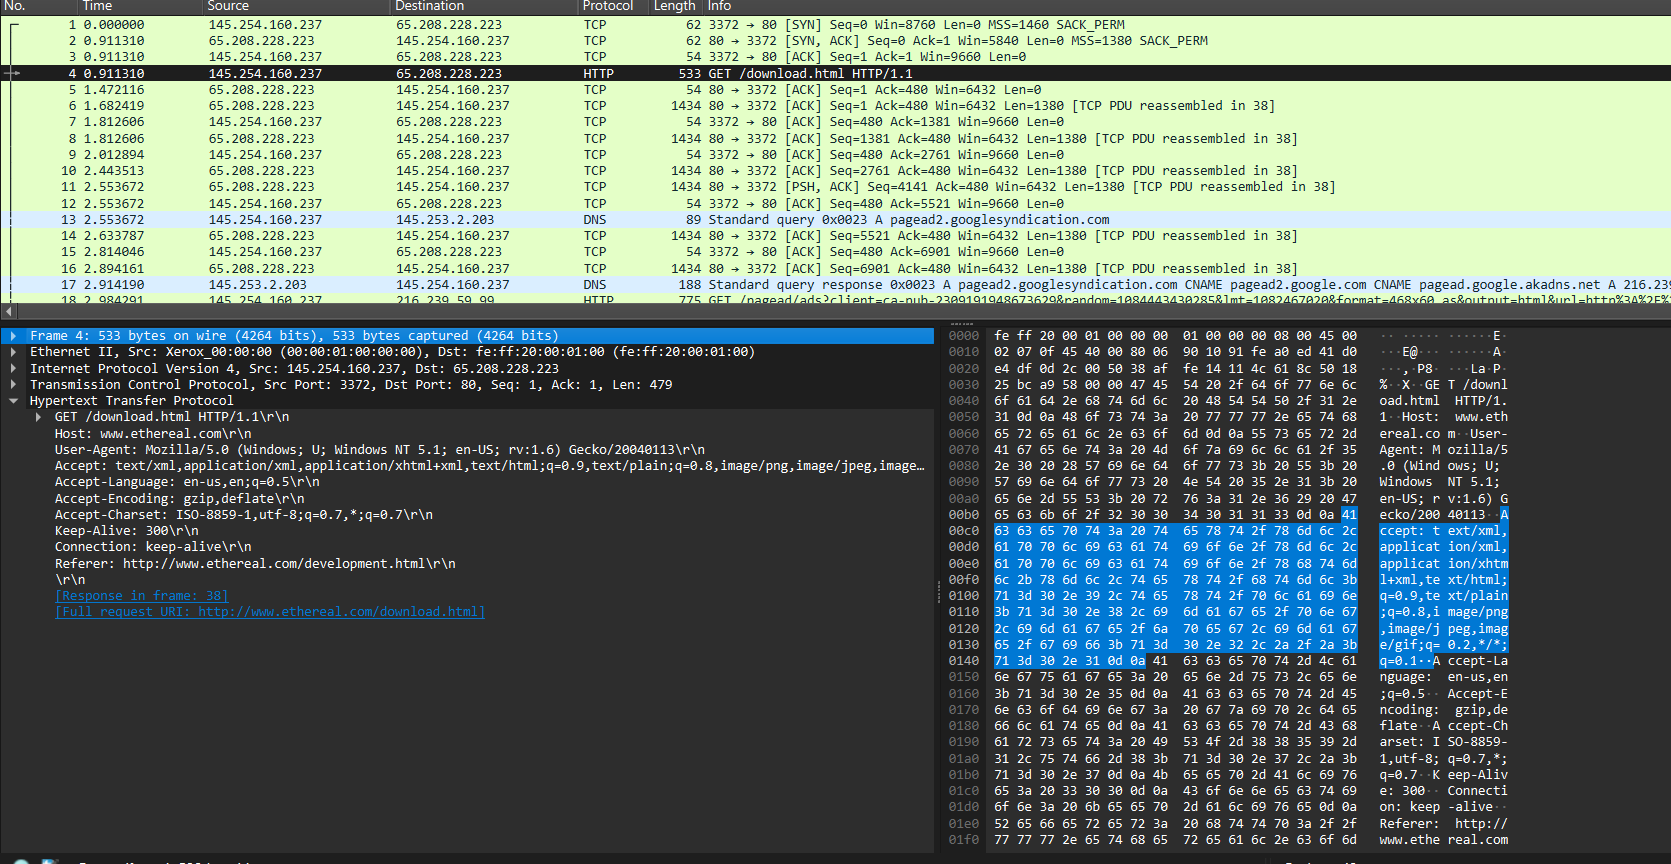 No. Time Source Destination Protocol Length Info
1 0.000000 145.254.160.237 65.208.228.223 TCP 62 3372 → 80 [SYN] Seq=0 Win=8760 Len=0 MSS=1460 SACK_PERM
2 0.911310 65.208.228.223 145.254.160.237 TCP 62 80 → 3372 [SYN, ACK] Seq=0 Ack=1 Win=5840 Len=0 MSS=1380 SACK_PERM
3 0.911310 145.254.160.237 65.208.228.223 TCP 54 3372 → 80 [ACK] Seq=1 Ack=1 Win=9660 Len=0
4 0.911310 145.254.160.237 65.208.228.223 HTTP 533 GET /download.html HTTP/1.1
5 1.472116 65.208.228.223 145.254.160.237 TCP 54 80 → 3372 [ACK] Seq=1 Ack=480 Win=6432 Len=0
6 1.682419 65.208.228.223 145.254.160.237 TCP 1434 80 → 3372 [ACK] Seq=1 Ack=480 Win=6432 Len=1380 [TCP PDU reassembled in 38]
7 1.812606 145.254.160.237 65.208.228.223 TCP 54 3372 → 80 [ACK] Seq=480 Ack=1381 Win=9660 Len=0
8 1.812606 65.208.228.223 145.254.160.237 TCP 1434 80 → 3372 [ACK] Seq=1381 Ack=480 Win=6432 Len=1380 [TCP PDU reassembled in 38]
9 2.012894 145.254.160.237 65.208.228.223 TCP 54 3372 → 80 [ACK] Seq=480 Ack=2761 Win=9660 Len=0
10 2.443513 65.208.228.223 145.254.160.237 TCP 1434 80 → 3372 [ACK] Seq=2761 Ack=480 Win=6432 Len=1380 [TCP PDU reassembled in 38]
11 2.553672 65.208.228.223 145.254.160.237 TCP 1434 80 → 3372 [PSH, ACK] Seq=4141 Ack=480 Win=6432 Len=1380 [TCP PDU reassembled in 38]
12 2.553672 145.254.160.237 65.208.228.223 TCP 54 3372 → 80 [ACK] Seq=480 Ack=5521 Win=9660 Len=0
13 2.553672 145.254.160.237 145.253.2.203 DNS 89 Standard query 0x0023 A pagead2.googlesyndication.com
14 2.633787 65.208.228.223 145.254.160.237 TCP 1434 80 → 3372 [ACK] Seq=5521 Ack=480 Win=6432 Len=1380 [TCP PDU reassembled in 38]
15 2.814046 145.254.160.237 65.208.228.223 TCP 54 3372 → 80 [ACK] Seq=480 Ack=6901 Win=9660 Len=0
16 2.894161 65.208.228.223 145.254.160.237 TCP 1434 80 → 3372 [ACK] Seq=6901 Ack=480 Win=6432 Len=1380 [TCP PDU reassembled in 38]
17 2.914190 145.253.2.203 145.254.160.237 DNS 188 Standard query response 0x0023 A pagead2.googlesyndication.com CNAME pagead2.google.com CNAME pagead.google.akadns.net A 216.239
18 2.984291 145.254.160.237 216.239.59.99 HTTP 775 GET /pagead/ads?client=ca-pub-2309191948673629&random=1084443430285&lmt=1082467020&format=468x60_as&output=html&url=http%3A%2F%
Frame 4: 533 bytes on wire (4264 bits), 533 bytes captured (4264 bits)
Ethernet II, Src: Xerox_00:00:00 (00:00:01:00:00:00), Dst: fe:ff:20:00:01:00 (fe:ff:20:00:01:00)
Internet Protocol Version 4, Src: 145.254.160.237, Dst: 65.208.228.223
Transmission Control Protocol, Src Port: 3372, Dst Port: 80, Seq: 1, Ack: 1, Len: 479
Hypertext Transfer Protocol
GET /download.html HTTP/1.1\r\n
Host: www.ethereal.com\r\n
User-Agent: Mozilla/5.0 (Windows; U; Windows NT 5.1; en-US; rv:1.6) Gecko/20040113\r\n
Accept: text/xml,application/xml,application/xhtml+xml,text/html;q=0.9,text/plain;q=0.8,image/png,image/jpeg,image…
Accept-Language: en-us,en;q=0.5\r\n
Accept-Encoding: gzip,deflate\r\n
Accept-Charset: ISO-8859-1,utf-8;q=0.7,*;q=0.7\r\n
Keep-Alive: 300\r\n
Connection: keep-alive\r\n
Referer: http://www.ethereal.com/development.html\r\n
\r\n
[Response in frame: 38]
[Full request URI: http://www.ethereal.com/download.html]
0000 fe ff 20 00 01 00 00 00 01 00 00 00 08 00 45 00 ·· ····· ······E·
0010 02 07 0f 45 40 00 80 06 90 10 91 fe a0 ed 41 d0 ···E@··· ······A·
0020 e4 df 0d 2c 00 50 38 af fe 14 11 4c 61 8c 50 18 ···,·P8· ···La·P·
0030 25 bc a9 58 00 00 47 45 54 20 2f 64 6f 77 6e 6c %··X··GE T /downl
0040 6f 61 64 2e 68 74 6d 6c 20 48 54 54 50 2f 31 2e oad.html HTTP/1.
0050 31 0d 0a 48 6f 73 74 3a 20 77 77 77 2e 65 74 68 1··Host: www.eth
0060 65 72 65 61 6c 2e 63 6f 6d 0d 0a 55 73 65 72 2d ereal.co m··User-
0070 41 67 65 6e 74 3a 20 4d 6f 7a 69 6c 6c 61 2f 35 Agent: M ozilla/5
0080 2e 30 20 28 57 69 6e 64 6f 77 73 3b 20 55 3b 20 .0 (Wind ows; U;
0090 57 69 6e 64 6f 77 73 20 4e 54 20 35 2e 31 3b 20 Windows NT 5.1;
00a0 65 6e 2d 55 53 3b 20 72 76 3a 31 2e 36 29 20 47 en-US; r v:1.6) G
00b0 65 63 6b 6f 2f 32 30 30 34 30 31 31 33 0d 0a 41 ecko/200 40113··A
00c0 63 63 65 70 74 3a 20 74 65 78 74 2f 78 6d 6c 2c ccept: t ext/xml,
00d0 61 70 70 6c 69 63 61 74 69 6f 6e 2f 78 6d 6c 2c applicat ion/xml,
00e0 61 70 70 6c 69 63 61 74 69 6f 6e 2f 78 68 74 6d applicat ion/xhtm
00f0 6c 2b 78 6d 6c 2c 74 65 78 74 2f 68 74 6d 6c 3b l+xml,te xt/html;
0100 71 3d 30 2e 39 2c 74 65 78 74 2f 70 6c 61 69 6e q=0.9,te xt/plain
0110 3b 71 3d 30 2e 38 2c 69 6d 61 67 65 2f 70 6e 67 ;q=0.8,i mage/png
0120 2c 69 6d 61 67 65 2f 6a 70 65 67 2c 69 6d 61 67 ,image/j peg,imag
0130 65 2f 67 69 66 3b 71 3d 30 2e 32 2c 2a 2f 2a 3b e/gif;q= 0.2,*/*;
0140 71 3d 30 2e 31 0d 0a 41 63 63 65 70 74 2d 4c 61 q=0.1··A ccept-La
0150 6e 67 75 61 67 65 3a 20 65 6e 2d 75 73 2c 65 6e nguage: en-us,en
0160 3b 71 3d 30 2e 35 0d 0a 41 63 63 65 70 74 2d 45 ;q=0.5·· Accept-E
0170 6e 63 6f 64 69 6e 67 3a 20 67 7a 69 70 2c 64 65 ncoding: gzip,de
0180 66 6c 61 74 65 0d 0a 41 63 63 65 70 74 2d 43 68 flate··A ccept-Ch
0190 61 72 73 65 74 3a 20 49 53 4f 2d 38 38 35 39 2d arset: I SO-8859-
01a0 31 2c 75 74 66 2d 38 3b 71 3d 30 2e 37 2c 2a 3b 1,utf-8; q=0.7,*;
01b0 71 3d 30 2e 37 0d 0a 4b 65 65 70 2d 41 6c 69 76 q=0.7··K eep-Aliv
01c0 65 3a 20 33 30 30 0d 0a 43 6f 6e 6e 65 63 74 69 e: 300·· Connecti
01d0 6f 6e 3a 20 6b 65 65 70 2d 61 6c 69 76 65 0d 0a on: keep -alive··
01e0 52 65 66 65 72 65 72 3a 20 68 74 74 70 3a 2f 2f Referer: http://
01f0 77 77 77 2e 65 74 68 65 72 65 61 6c 2e 63 6f 6d www.ethe real.com